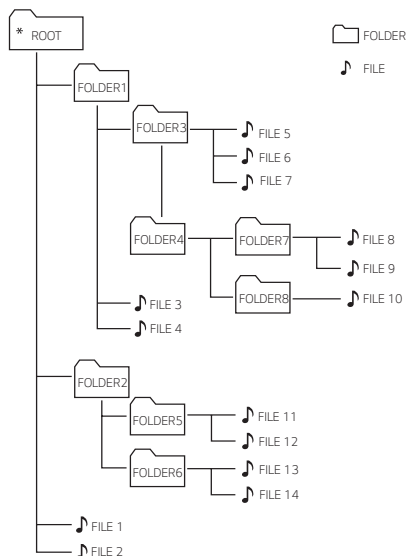 * ROOT
FOLDER
FILE
FOLDER1
FOLDER3
FILE 5
FILE 6
FILE 7
FOLDER4
FOLDER7
FILE 8
FILE 9
FOLDER8
FILE 10
FILE 3
FILE 4
FOLDER2
FOLDER5
FILE 11
FILE 12
FOLDER6
FILE 13
FILE 14
FILE 1
FILE 2